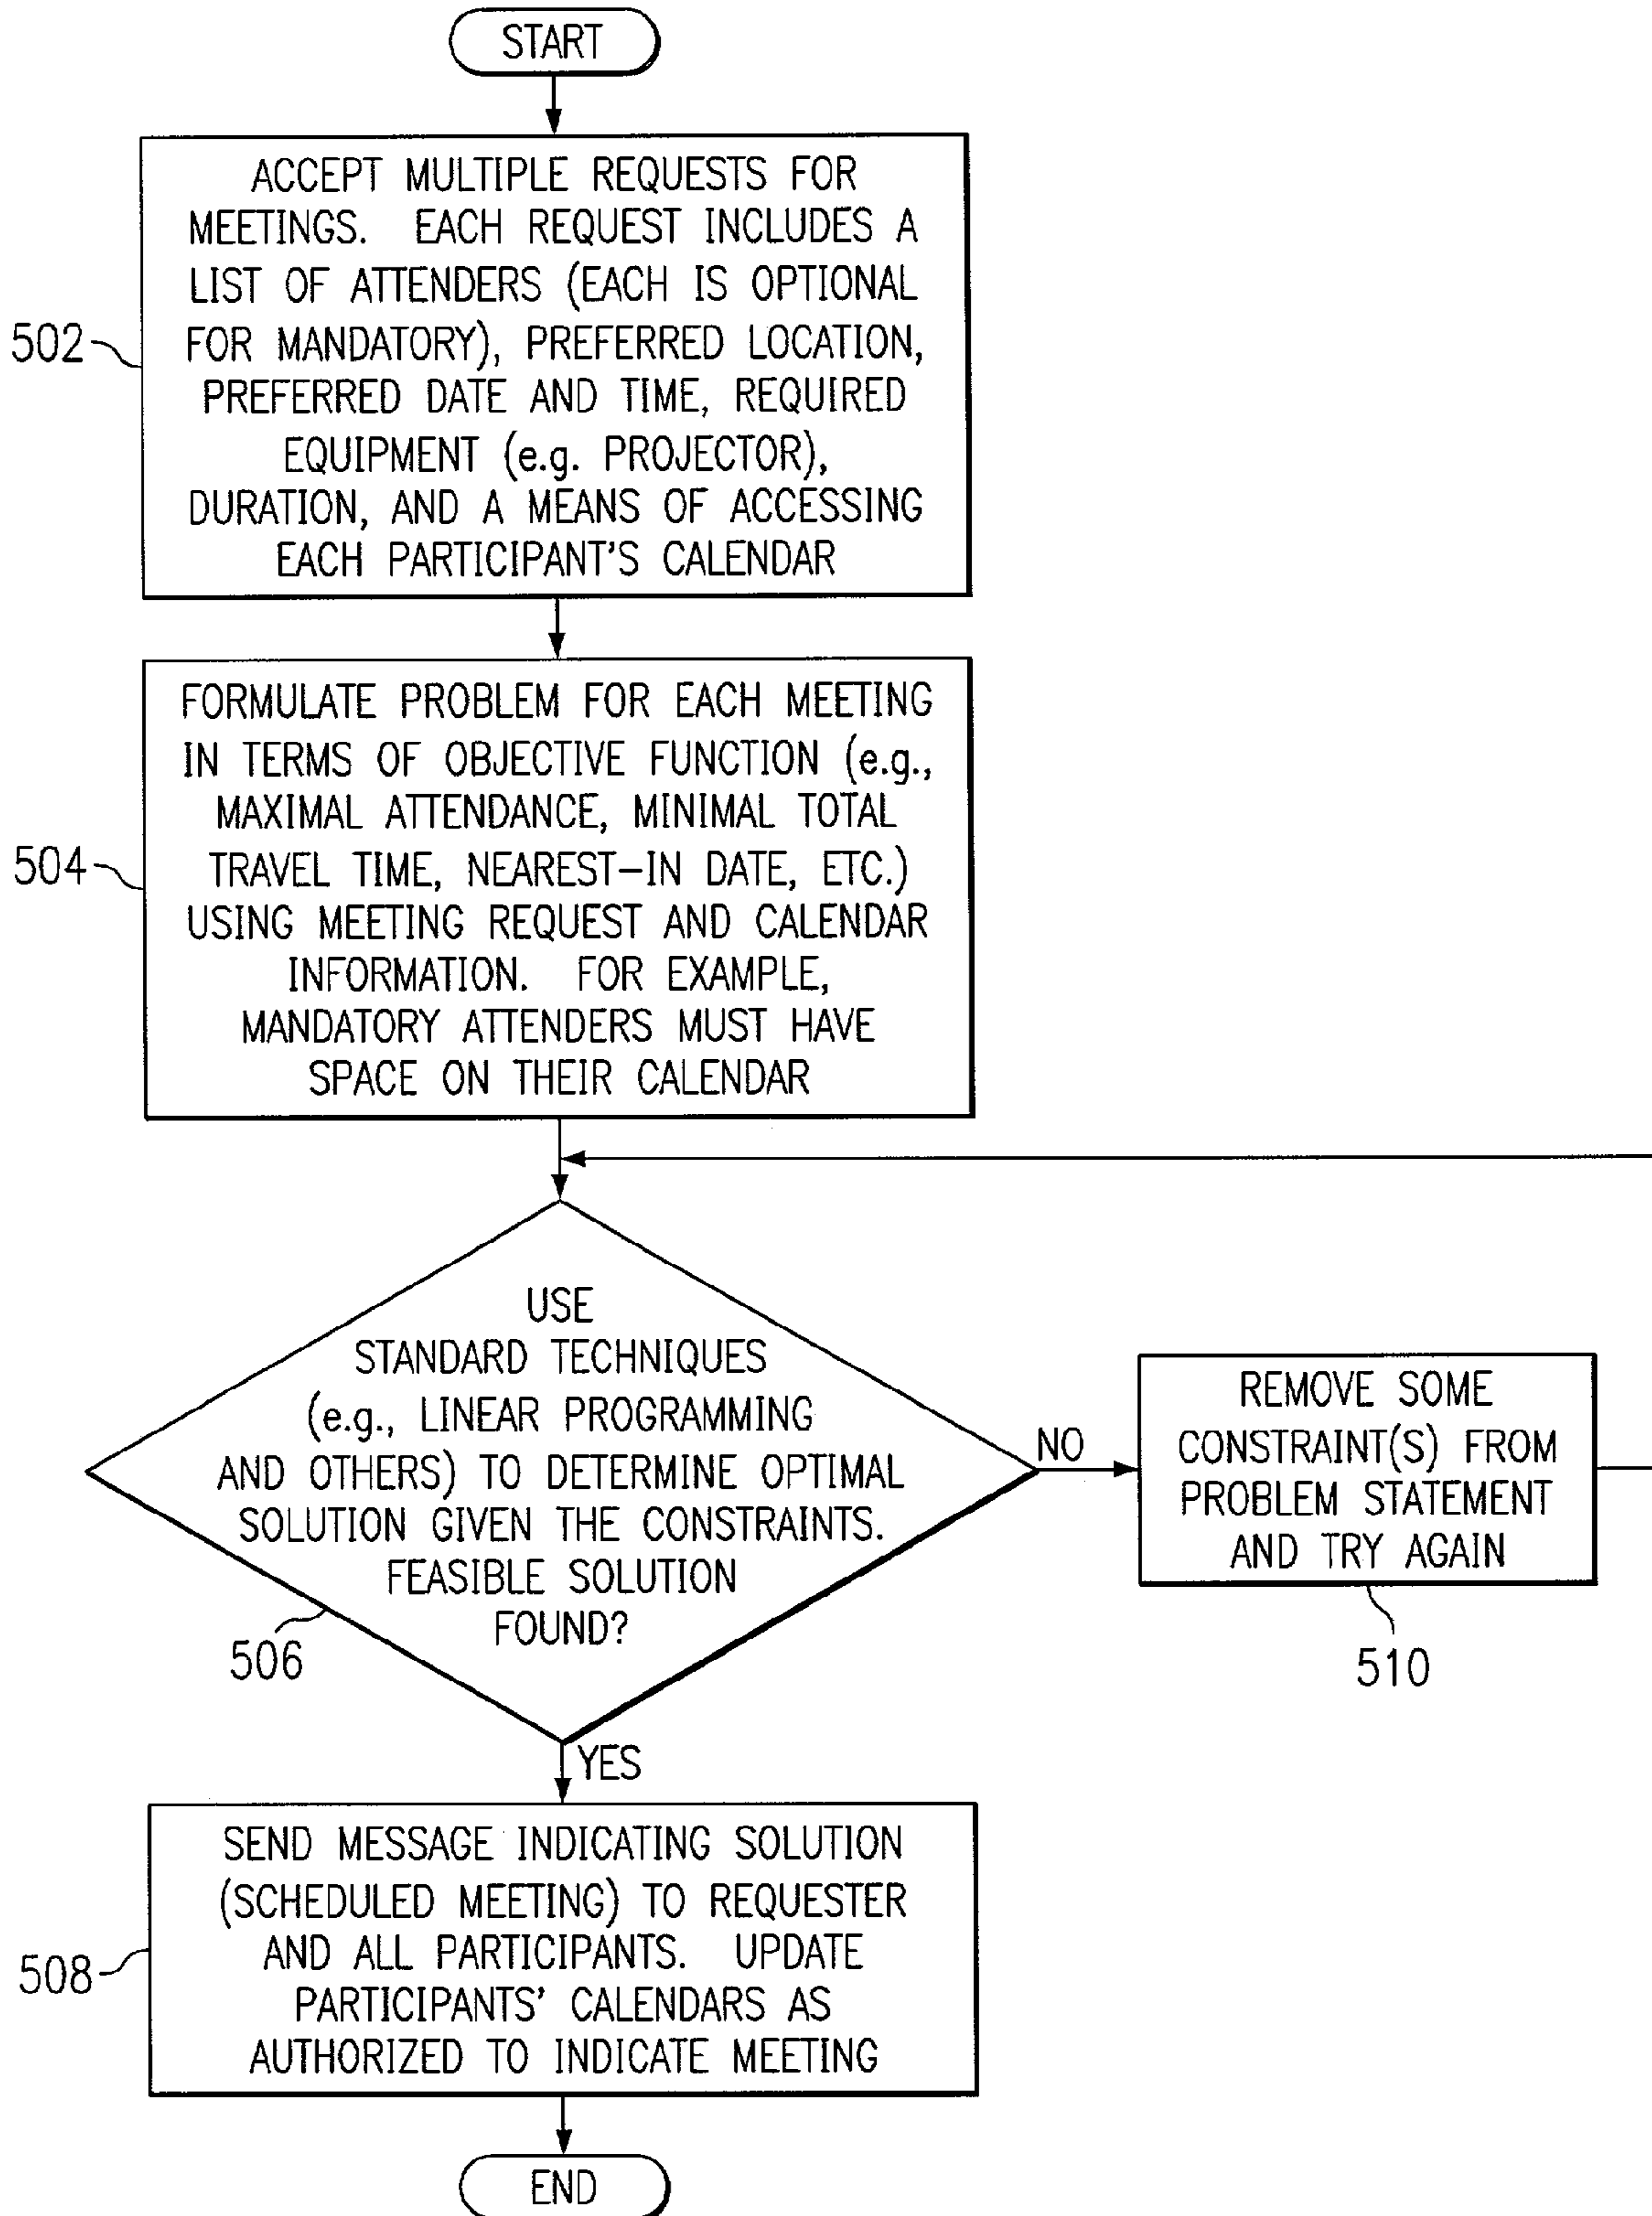 START
ACCEPT MULTIPLE REQUESTS FOR
MEETINGS. EACH REQUEST INCLUDES A
LIST OF ATTENDERS (EACH IS OPTIONAL
FOR MANDATORY), PREFERRED LOCATION,
PREFERRED DATE AND TIME, REQUIRED
EQUIPMENT (e.g. PROJECTOR),
DURATION, AND A MEANS OF ACCESSING
EACH PARTICIPANT'S CALENDAR
502
FORMULATE PROBLEM FOR EACH MEETING
IN TERMS OF OBJECTIVE FUNCTION (e.g.,
MAXIMAL ATTENDANCE, MINIMAL TOTAL
TRAVEL TIME, NEAREST-IN DATE, ETC.)
USING MEETING REQUEST AND CALENDAR
INFORMATION. FOR EXAMPLE,
MANDATORY ATTENDERS MUST HAVE
SPACE ON THEIR CALENDAR
504
USE
STANDARD TECHNIQUES
(e.g., LINEAR PROGRAMMING
AND OTHERS) TO DETERMINE OPTIMAL
SOLUTION GIVEN THE CONSTRAINTS.
FEASIBLE SOLUTION
FOUND?
506
NO
REMOVE SOME
CONSTRAINT(S) FROM
PROBLEM STATEMENT
AND TRY AGAIN
510
YES
SEND MESSAGE INDICATING SOLUTION
(SCHEDULED MEETING) TO REQUESTER
AND ALL PARTICIPANTS. UPDATE
PARTICIPANTS' CALENDARS AS
AUTHORIZED TO INDICATE MEETING
508
END